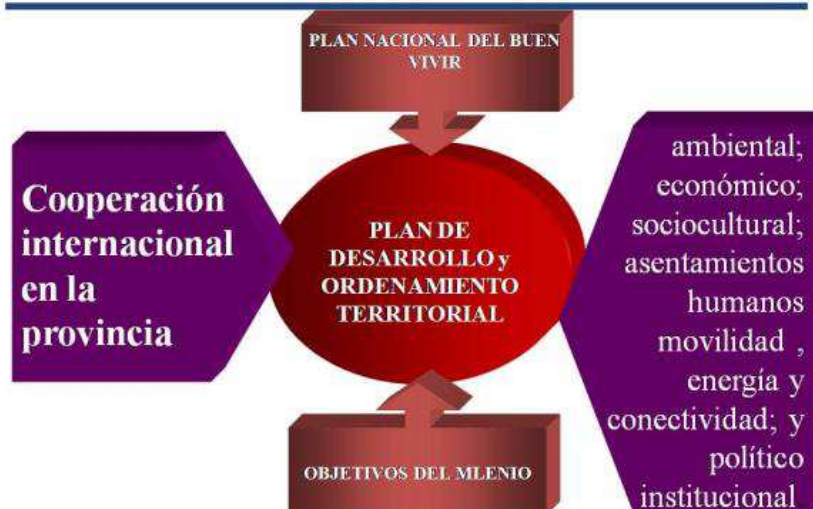 PLAN NACIONAL DEL BUEN
VIVIR
Cooperación
internacional
en la
provincia
PLAN DE
DESARROLLO y
ORDENAMIENTO
TERRITORIAL
ambiental;
económico;
sociocultural;
asentamientos
humanos
movilidad ,
energía y
conectividad; y
político
institucional
OBJETIVOS DEL MLENIO